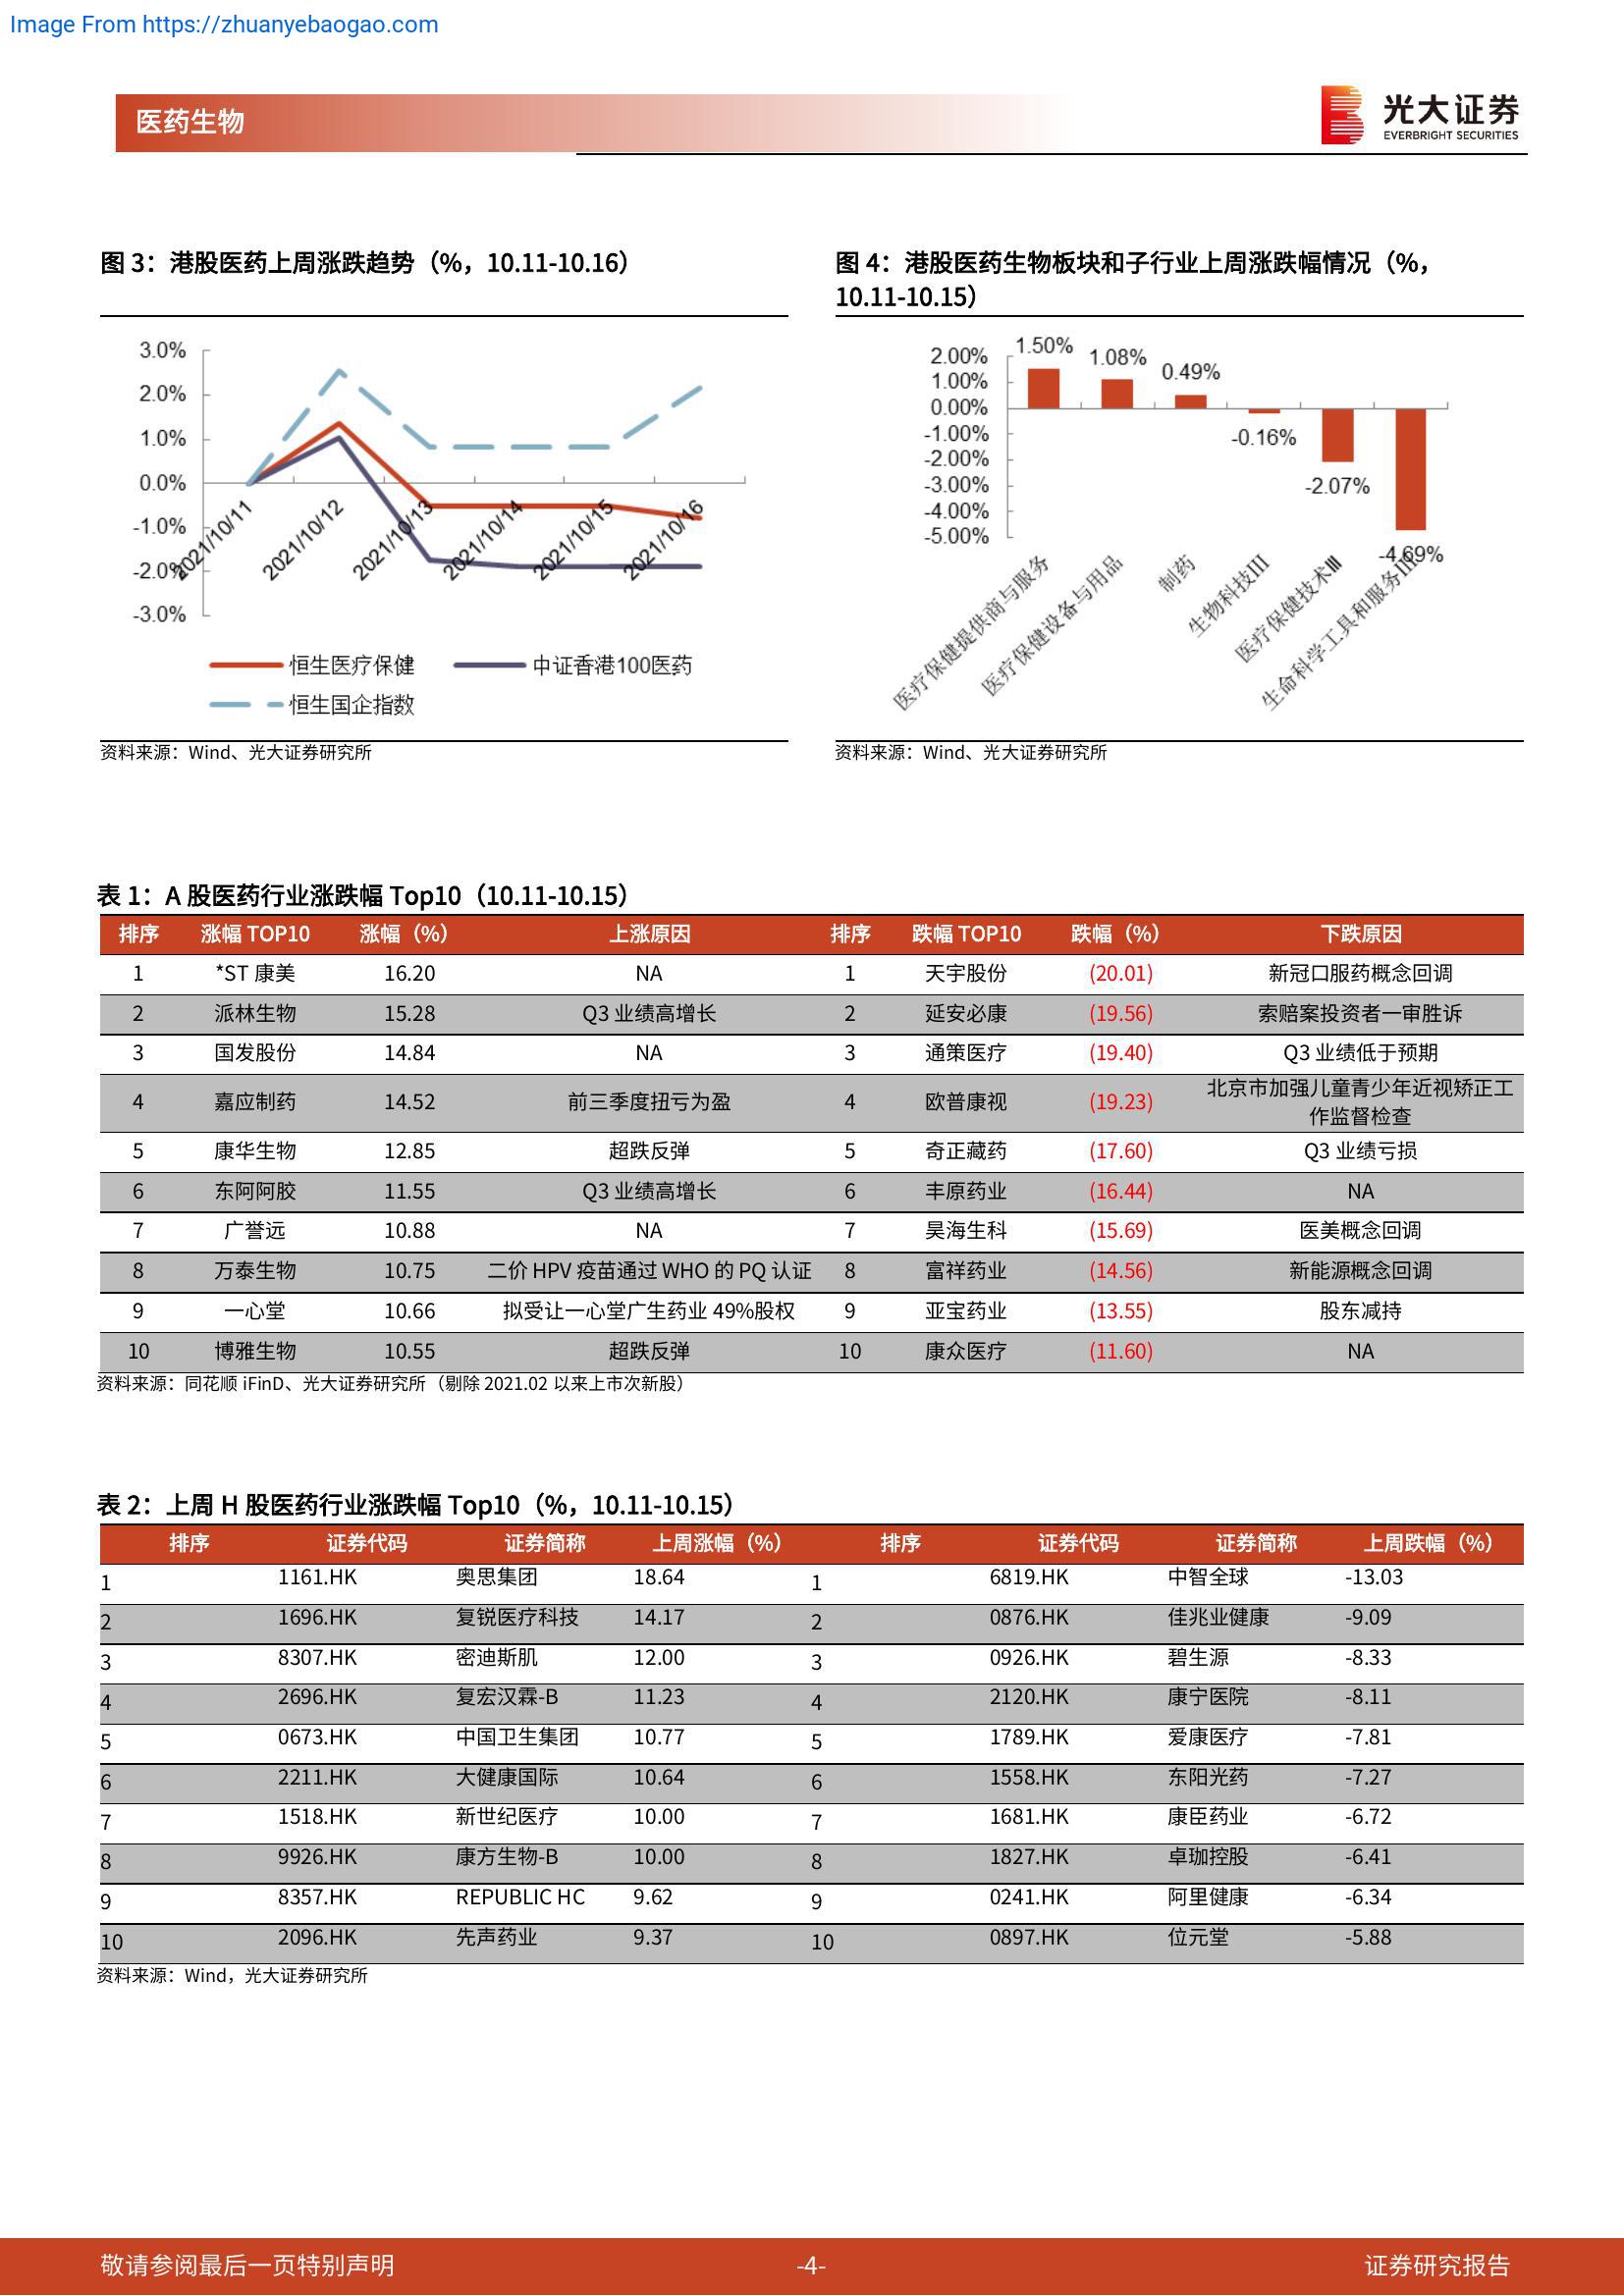 Image From https://zhuanyebaogao.com
医药生物
光大证券
EVERBRIGHT SECURITIES
图 3：港股医药上周涨跌趋势（%，10.11-10.16）
3.0%
2.0%
1.0%
0.0%
-1.0%
-2.0%
-3.0%
2021/10/11
2021/10/12
2021/10/13
2021/10/14
2021/10/15
2021/10/16
恒生医疗保健 中证香港100医药
恒生国企指数
资料来源：Wind、光大证券研究所
图 4：港股医药生物板块和子行业上周涨跌幅情况（%，
10.11-10.15）
2.00%
1.00%
0.00%
-1.00%
-2.00%
-3.00%
-4.00%
-5.00%
1.50%
1.08%
0.49%
-0.16%
-2.07%
-4.69%
医疗保健提供商与服务
医疗保健设备与用品
制药
生物科技III
医疗保健技术III
生命科学工具和服务III
资料来源：Wind、光大证券研究所
表 1：A 股医药行业涨跌幅 Top10（10.11-10.15）
排序 涨幅 TOP10 涨幅（%） 上涨原因 排序 跌幅 TOP10 跌幅（%） 下跌原因
1 *ST 康美 16.20 NA 1 天宇股份 (20.01) 新冠口服药概念回调
2 派林生物 15.28 Q3 业绩高增长 2 延安必康 (19.56) 索赔案投资者一审胜诉
3 国发股份 14.84 NA 3 通策医疗 (19.40) Q3 业绩低于预期
4 嘉应制药 14.52 前三季度扭亏为盈 4 欧普康视 (19.23) 北京市加强儿童青少年近视矫正工
作监督检查
5 康华生物 12.85 超跌反弹 5 奇正藏药 (17.60) Q3 业绩亏损
6 东阿阿胶 11.55 Q3 业绩高增长 6 丰原药业 (16.44) NA
7 广誉远 10.88 NA 7 昊海生科 (15.69) 医美概念回调
8 万泰生物 10.75 二价 HPV 疫苗通过 WHO 的 PQ 认证 8 富祥药业 (14.56) 新能源概念回调
9 一心堂 10.66 拟受让一心堂广生药业 49%股权 9 亚宝药业 (13.55) 股东减持
10 博雅生物 10.55 超跌反弹 10 康众医疗 (11.60) NA
资料来源：同花顺 iFinD、光大证券研究所（剔除 2021.02 以来上市次新股）
表 2：上周 H 股医药行业涨跌幅 Top10（%，10.11-10.15）
排序 证券代码 证券简称 上周涨幅（%） 排序 证券代码 证券简称 上周跌幅（%）
1 1161.HK 奥思集团 18.64 1 6819.HK 中智全球 -13.03
2 1696.HK 复锐医疗科技 14.17 2 0876.HK 佳兆业健康 -9.09
3 8307.HK 密迪斯肌 12.00 3 0926.HK 碧生源 -8.33
4 2696.HK 复宏汉霖-B 11.23 4 2120.HK 康宁医院 -8.11
5 0673.HK 中国卫生集团 10.77 5 1789.HK 爱康医疗 -7.81
6 2211.HK 大健康国际 10.64 6 1558.HK 东阳光药 -7.27
7 1518.HK 新世纪医疗 10.00 7 1681.HK 康臣药业 -6.72
8 9926.HK 康方生物-B 10.00 8 1827.HK 卓珈控股 -6.41
9 8357.HK REPUBLIC HC 9.62 9 0241.HK 阿里健康 -6.34
10 2096.HK 先声药业 9.37 10 0897.HK 位元堂 -5.88
资料来源：Wind，光大证券研究所
敬请参阅最后一页特别声明 -4- 证券研究报告